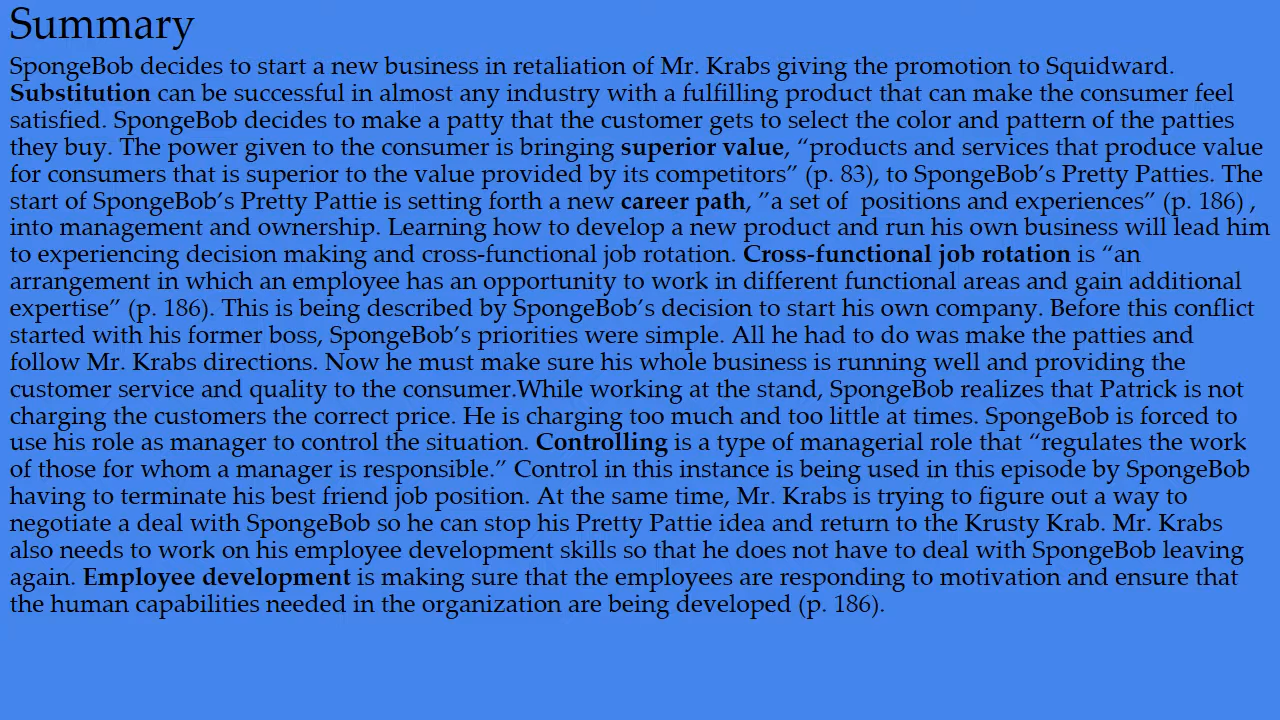 Summary
SpongeBob decides to start a new business in retaliation of Mr. Krabs giving the promotion to Squidward.
Substitution can be successful in almost any industry with a fulfilling product that can make the consumer feel
satisfied. SpongeBob decides to make a patty that the customer gets to select the color and pattern of the patties
they buy. The power given to the consumer is bringing superior value, “products and services that produce value
for consumers that is superior to the value provided by its competitors” (p. 83), to SpongeBob’s Pretty Patties. The
start of SpongeBob’s Pretty Pattie is setting forth a new career path, ”a set of  positions and experiences” (p. 186) ,
into management and ownership. Learning how to develop a new product and run his own business will lead him
to experiencing decision making and cross-functional job rotation. Cross-functional job rotation is “an
arrangement in which an employee has an opportunity to work in different functional areas and gain additional
expertise” (p. 186). This is being described by SpongeBob’s decision to start his own company. Before this conflict
started with his former boss, SpongeBob’s priorities were simple. All he had to do was make the patties and
follow Mr. Krabs directions. Now he must make sure his whole business is running well and providing the
customer service and quality to the consumer.While working at the stand, SpongeBob realizes that Patrick is not
charging the customers the correct price. He is charging too much and too little at times. SpongeBob is forced to
use his role as manager to control the situation. Controlling is a type of managerial role that “regulates the work
of those for whom a manager is responsible.” Control in this instance is being used in this episode by SpongeBob
having to terminate his best friend job position. At the same time, Mr. Krabs is trying to figure out a way to
negotiate a deal with SpongeBob so he can stop his Pretty Pattie idea and return to the Krusty Krab. Mr. Krabs
also needs to work on his employee development skills so that he does not have to deal with SpongeBob leaving
again. Employee development is making sure that the employees are responding to motivation and ensure that
the human capabilities needed in the organization are being developed (p. 186).